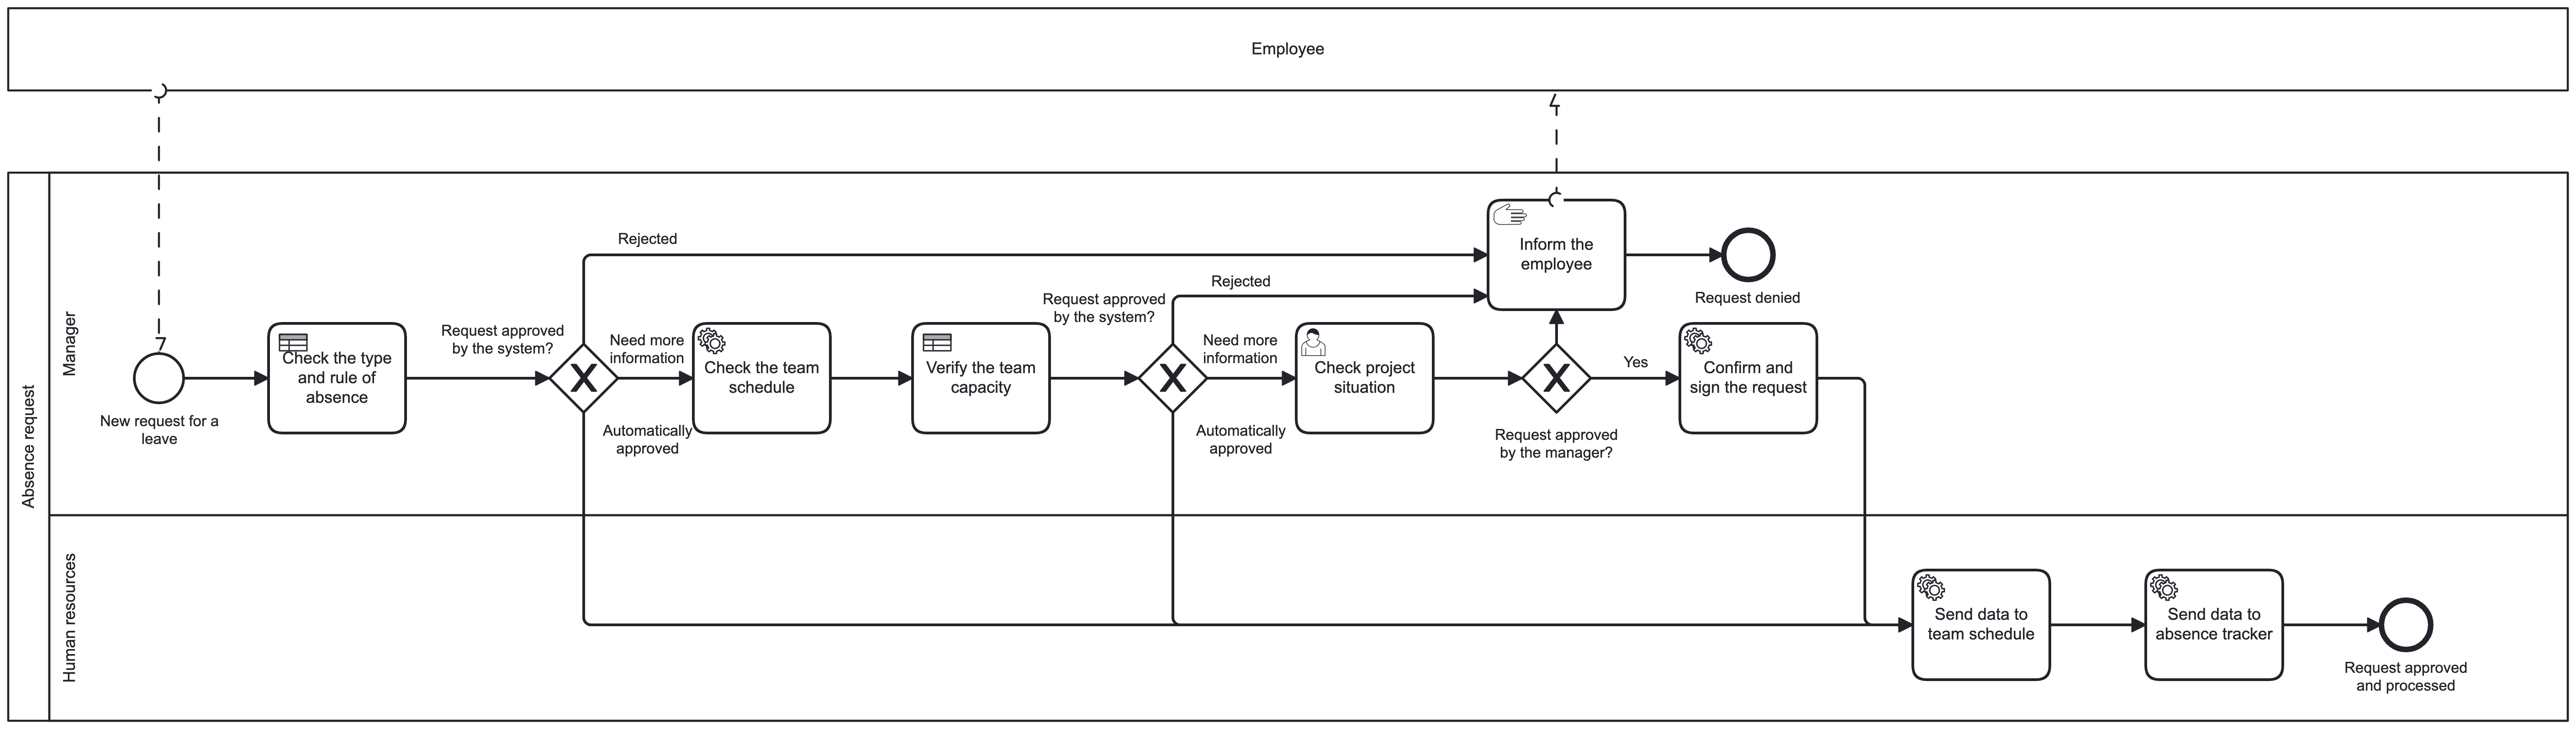 Employee
Absence request
Manager
Human resources
New request for a
leave
Check the type
and rule of
absence
Request approved
by the system?
Rejected
Need more
information
Automatically
approved
Check the team
schedule
Verify the team
capacity
Request approved
by the system?
Rejected
Need more
information
Automatically
approved
Check project
situation
Request approved
by the manager?
Inform the
employee
Request denied
Yes
Confirm and
sign the request
Send data to
team schedule
Send data to
absence tracker
Request approved
and processed